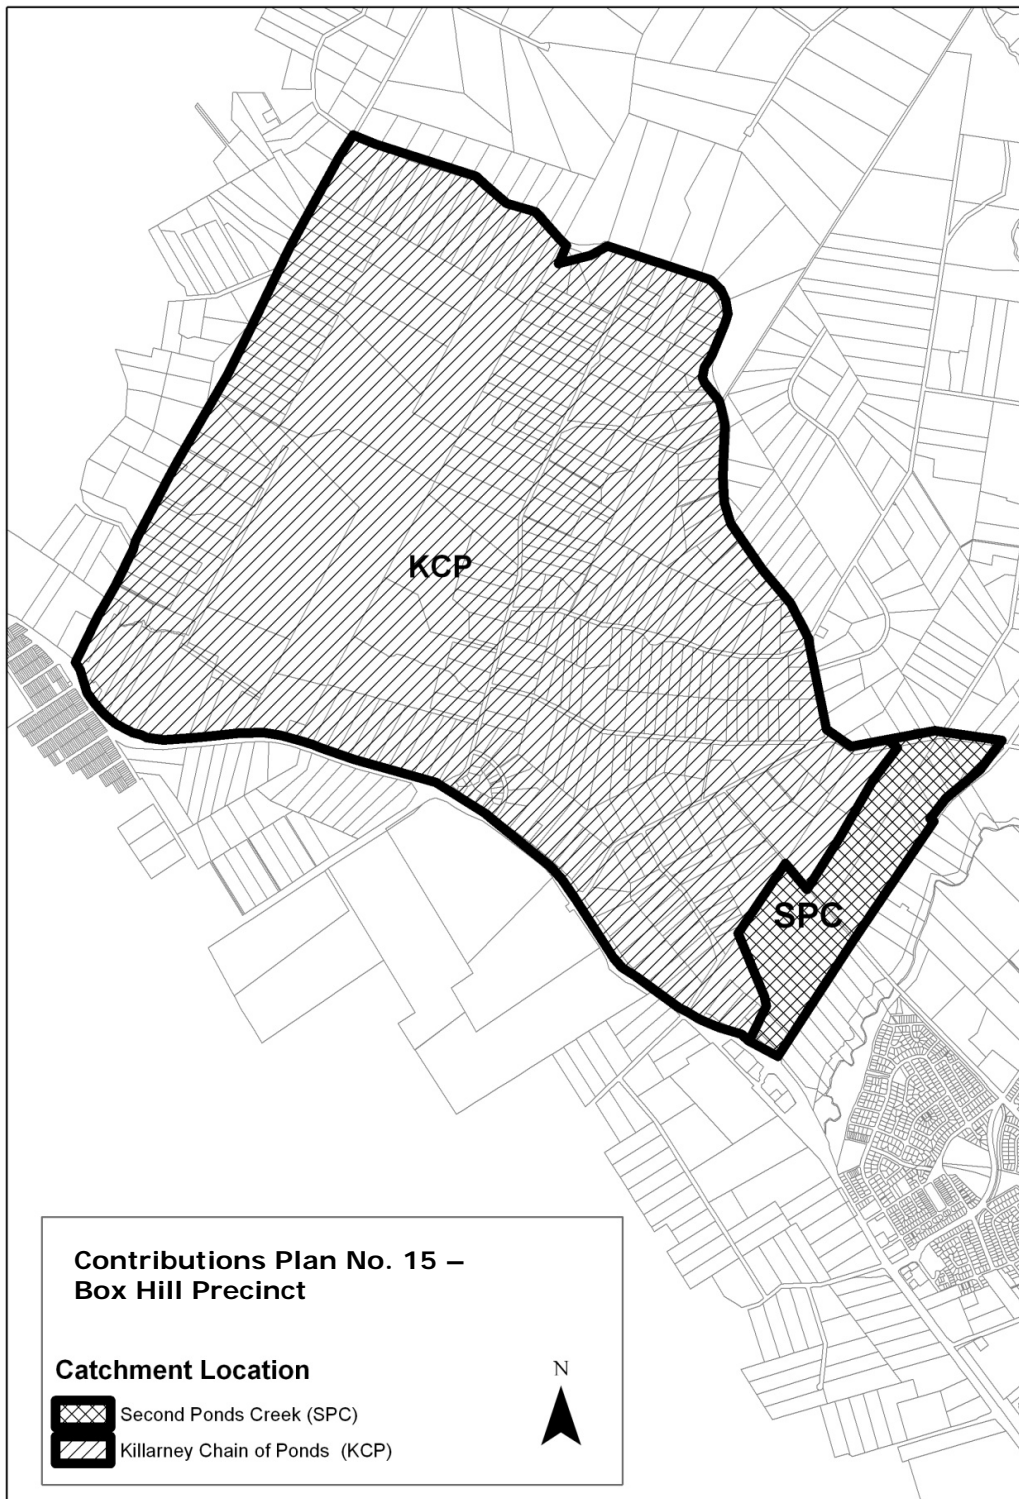 KCP
SPC
Contributions Plan No. 15 –
Box Hill Precinct
Catchment Location
N
Second Ponds Creek (SPC)
Killarney Chain of Ponds (KCP)